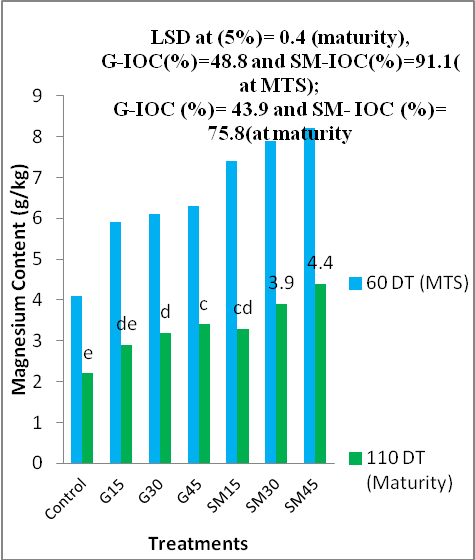 LSD at (5%)= 0.4 (maturity),
G-IOC(%)=48.8 and SM-IOC(%)=91.1(
at MTS);
G-IOC (%)= 43.9 and SM- IOC (%)=
75.8(at maturity
Magnesium Content (g/kg)
9
8
7
6
5
4
3
2
1
0
e
de
d
c
cd
3.9
4.4
Control
G15
G30
G45
SM15
SM30
SM45
Treatments
60 DT (MTS)
110 DT
(Maturity)